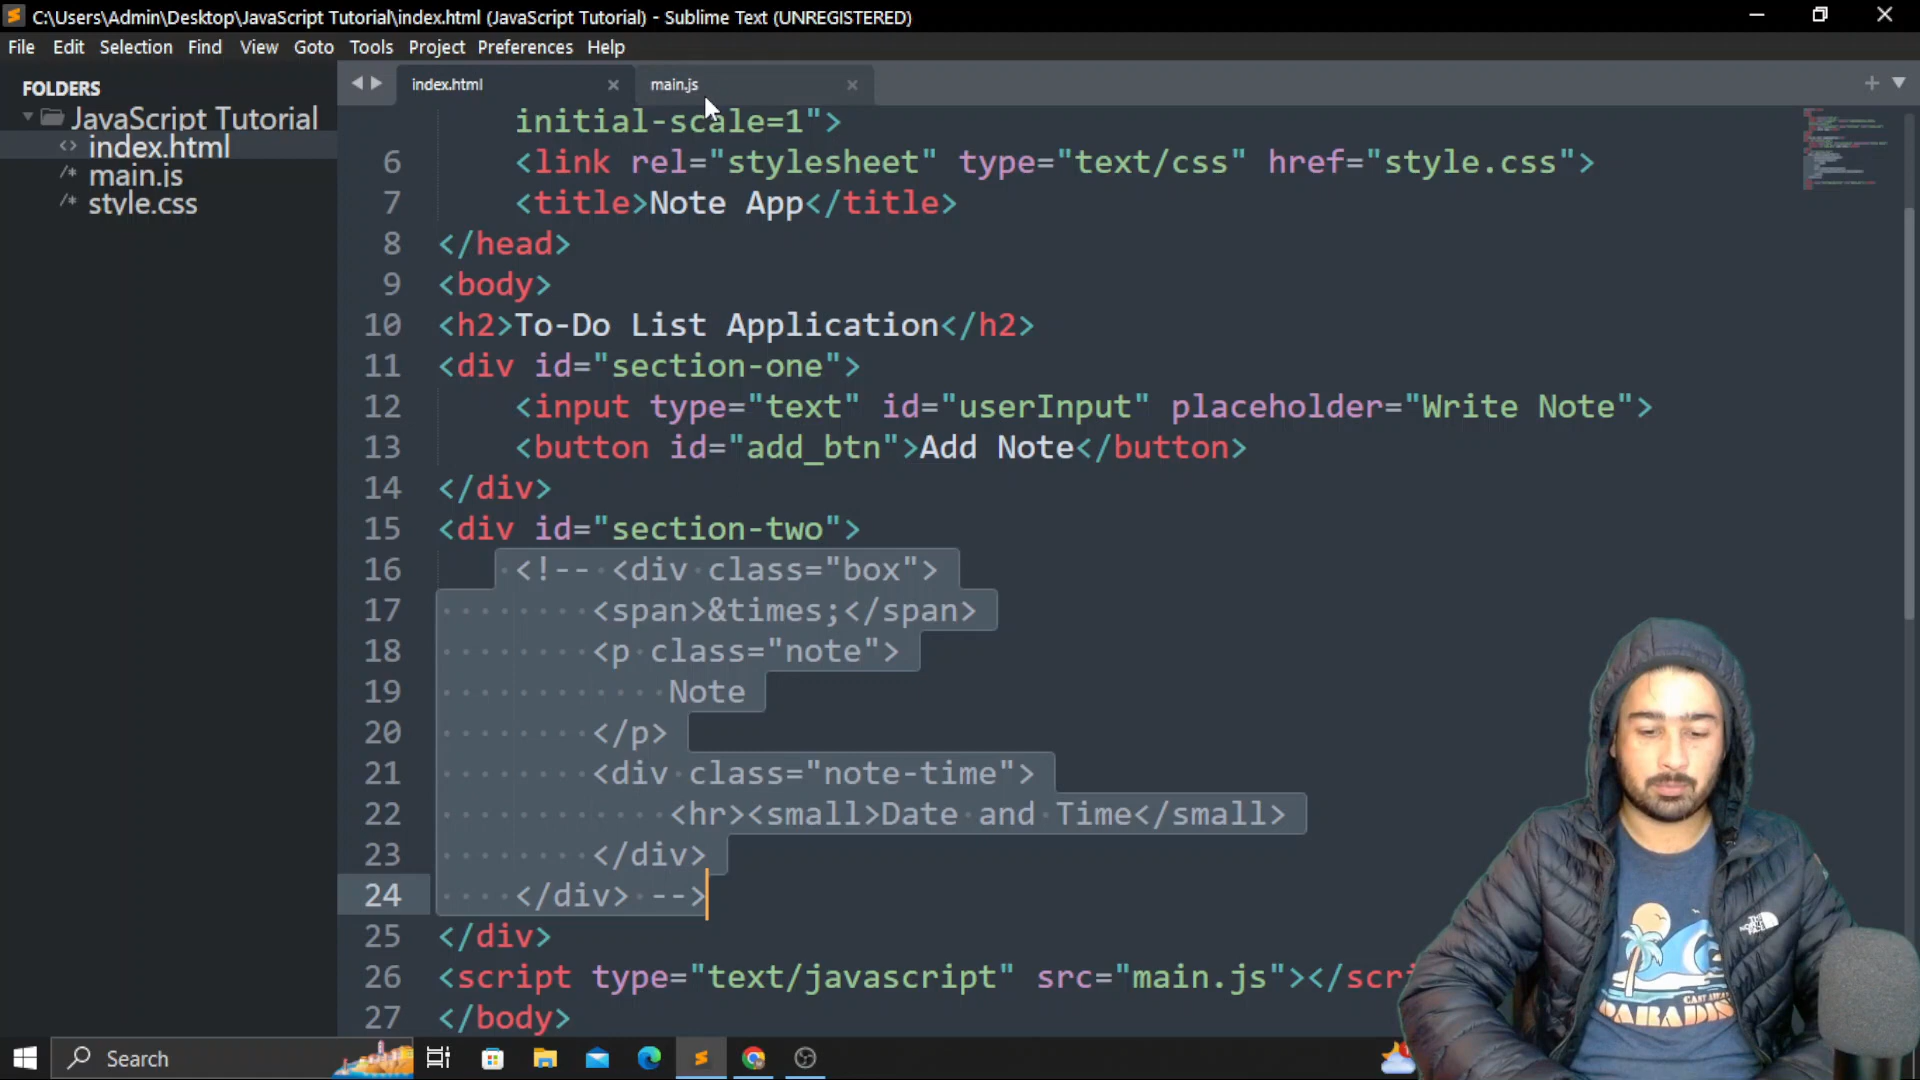 C:\Users\Admin\Desktop\JavaScript Tutorial\index.html (JavaScript Tutorial) - Sublime Text (UNREGISTERED)
File Edit Selection Find View Goto Tools Project Preferences Help
FOLDERS
JavaScript Tutorial
index.html
main.js
style.css
index.html main.js
initial-scale=1">
6 <link rel="stylesheet" type="text/css" href="style.css">
7 <title>Note App</title>
8 </head>
9 <body>
10 <h2>To-Do List Application</h2>
11 <div id="section-one">
12 <input type="text" id="userInput" placeholder="Write Note">
13 <button id="add_btn">Add Note</button>
14 </div>
15 <div id="section-two">
16 <!-- <div class="box">
17 <span>&times;</span>
18 <p class="note">
19 Note
20 </p>
21 <div class="note-time">
22 <hr><small>Date and Time</small>
23 </div>
24 </div> -->
25 </div>
26 <script type="text/javascript" src="main.js"></scri
27 </body>
Search
THE NORTH FACE
CAST AWAY
PARADIS